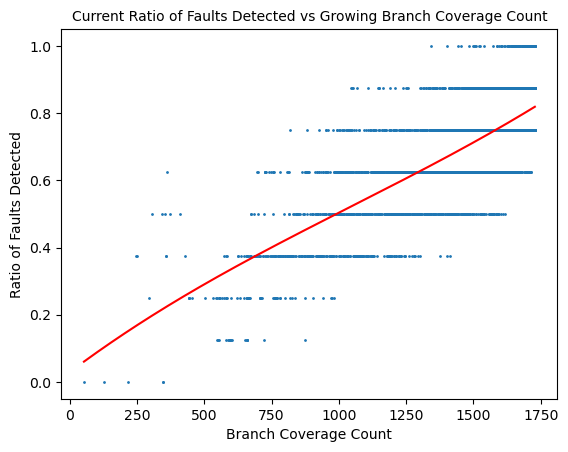 Current Ratio of Faults Detected vs Growing Branch Coverage Count
1.0
0.8
0.6
0.4
0.2
0.0
Ratio of Faults Detected
0 250 500 750 1000 1250 1500 1750
Branch Coverage Count